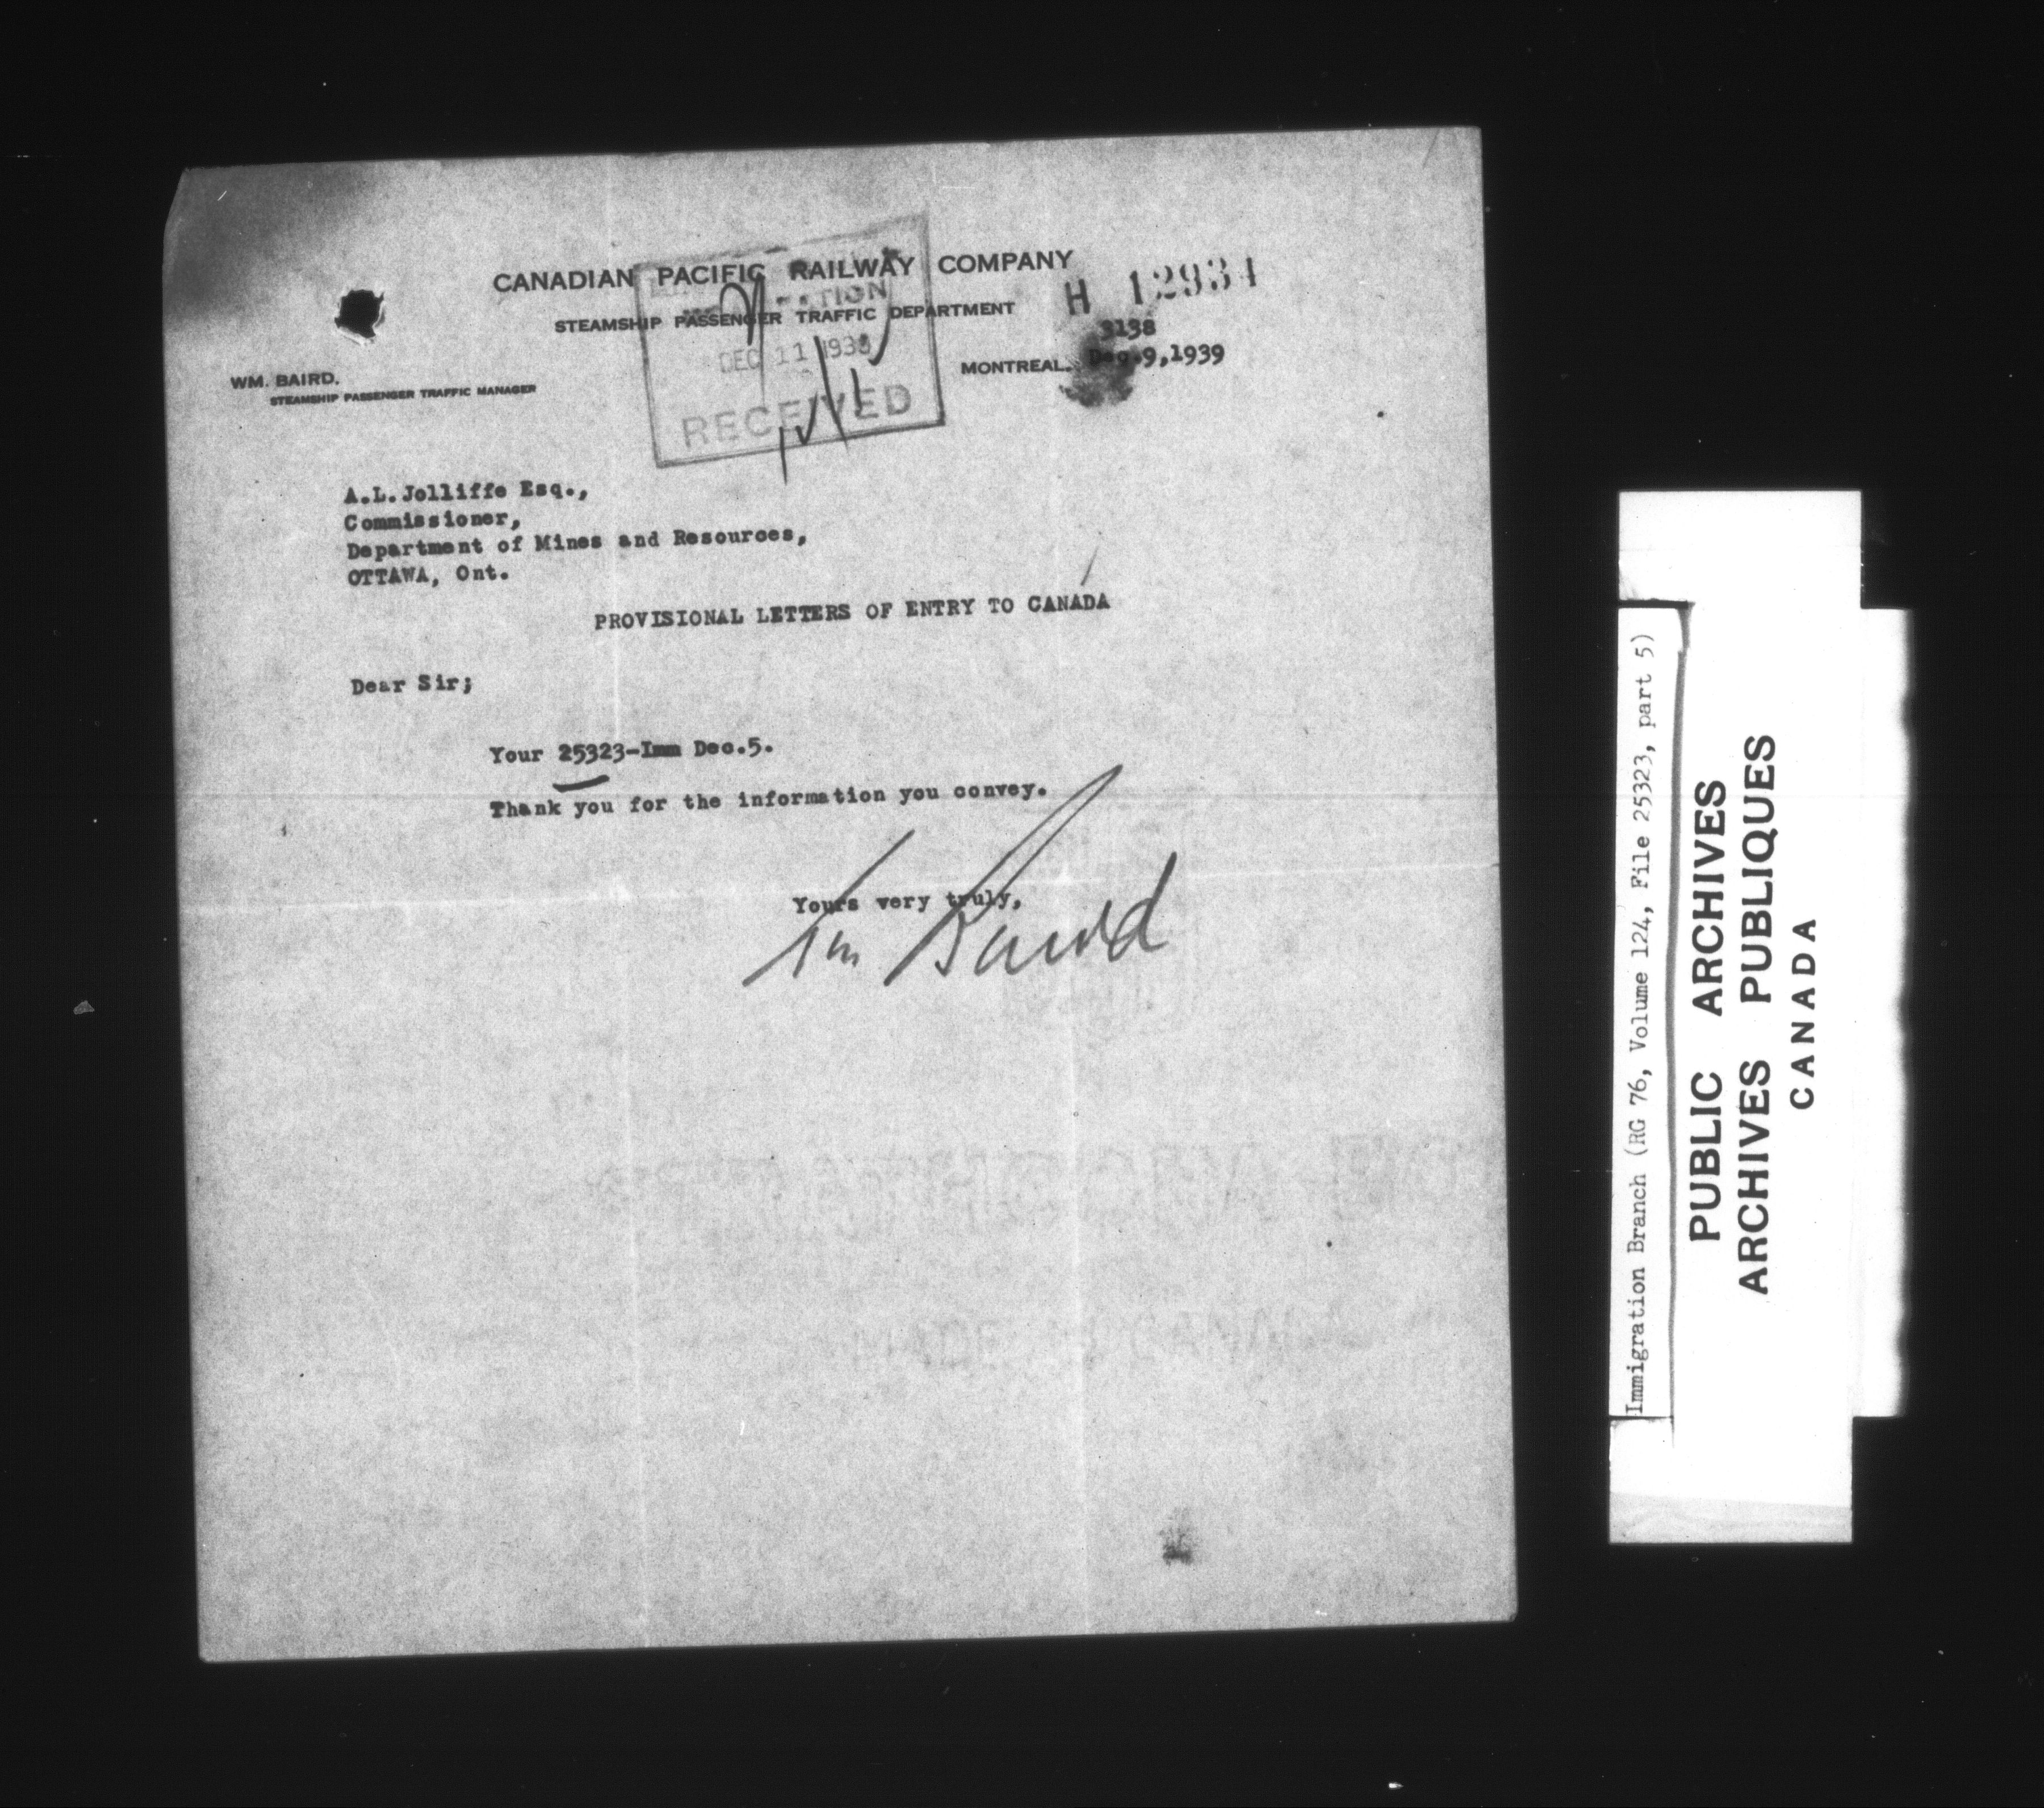 CANADIAN PACIFIC RAILWAY COMPANY
STEAMSHIP PASSENGER TRAFFIC DEPARTMENT
H 12934
3138
MONTREAL. Dec.9,1939
WM. BAIRD.
STEAMSHIP PASSENGER TRAFFIC MANAGER
DEC 11 1939
RECEIVED
A.L.Jolliffe Esq.,
Commissioner,
Department of Mines and Resources,
OTTAWA, Ont.
PROVISIONAL LETTERS OF ENTRY TO CANADA
Dear Sir;
Your 25323-Imm Dec.5.
Thank you for the information you convey.
Yours very truly,
Wm Baird
Immigration Branch (RG 76, Volume 124, File 25323, part 5)
PUBLIC ARCHIVES
ARCHIVES PUBLIQUES
CANADA